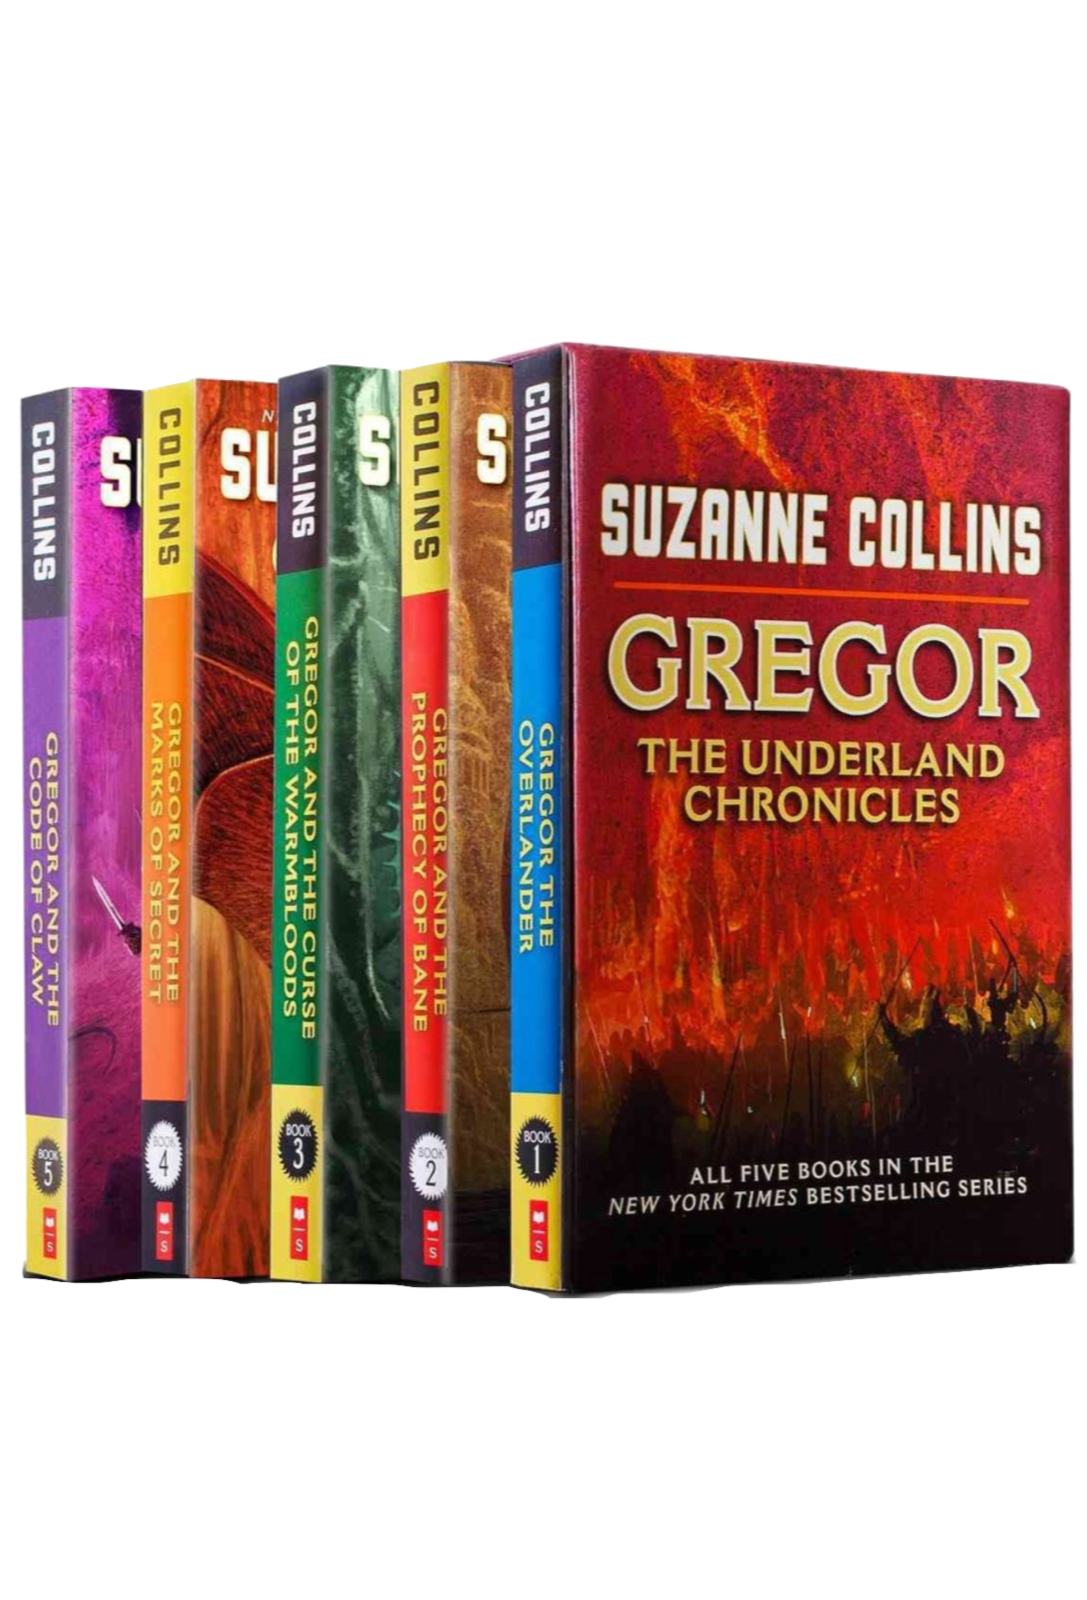 COLLINS
GREGOR AND THE
CODE OF CLAW
BOOK
5
S
SU
COLLINS
GREGOR AND THE
MARKS OF SECRET
BOOK
4
S
N
SU
COLLINS
GREGOR AND THE CURSE
OF THE WARMBLOODS
BOOK
3
S
S
COLLINS
GREGOR AND THE
PROPHECY OF BANE
BOOK
2
S
S
COLLINS
GREGOR THE
OVERLANDER
BOOK
1
S
SUZANNE COLLINS
GREGOR
THE UNDERLAND
CHRONICLES
ALL FIVE BOOKS IN THE
NEW YORK TIMES BESTSELLING SERIES